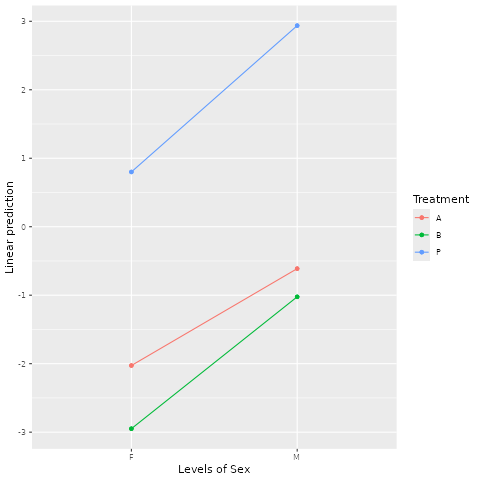 3
2
1
0
-1
-2
-3
Linear prediction
F
M
Levels of Sex
Treatment
A
B
P